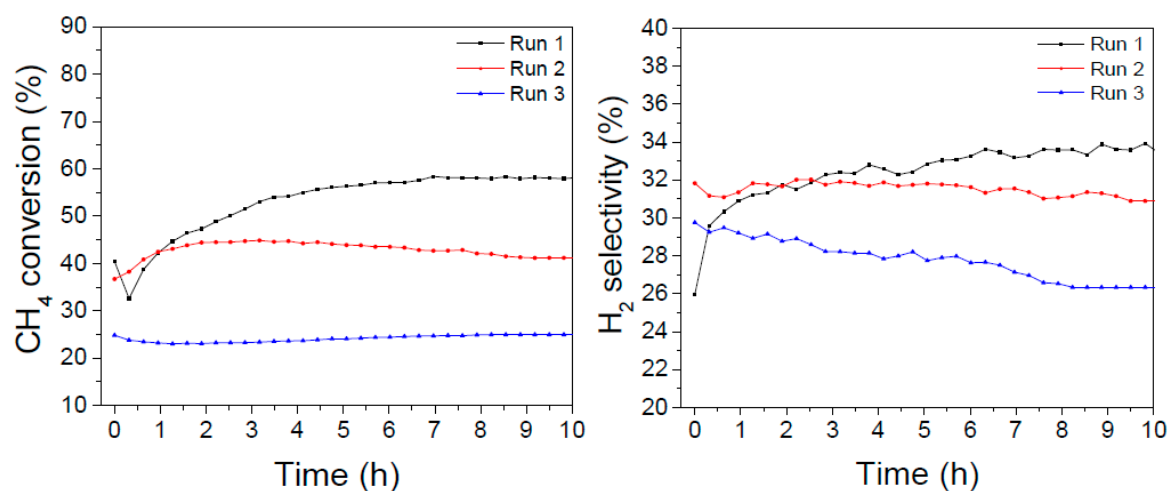 CH₄ conversion (%)
90
80
70
60
50
40
30
20
10
Run 1
Run 2
Run 3
0 1 2 3 4 5 6 7 8 9 10
Time (h)
H₂ selectivity (%)
40
38
36
34
32
30
28
26
24
22
20
Run 1
Run 2
Run 3
0 1 2 3 4 5 6 7 8 9 10
Time (h)